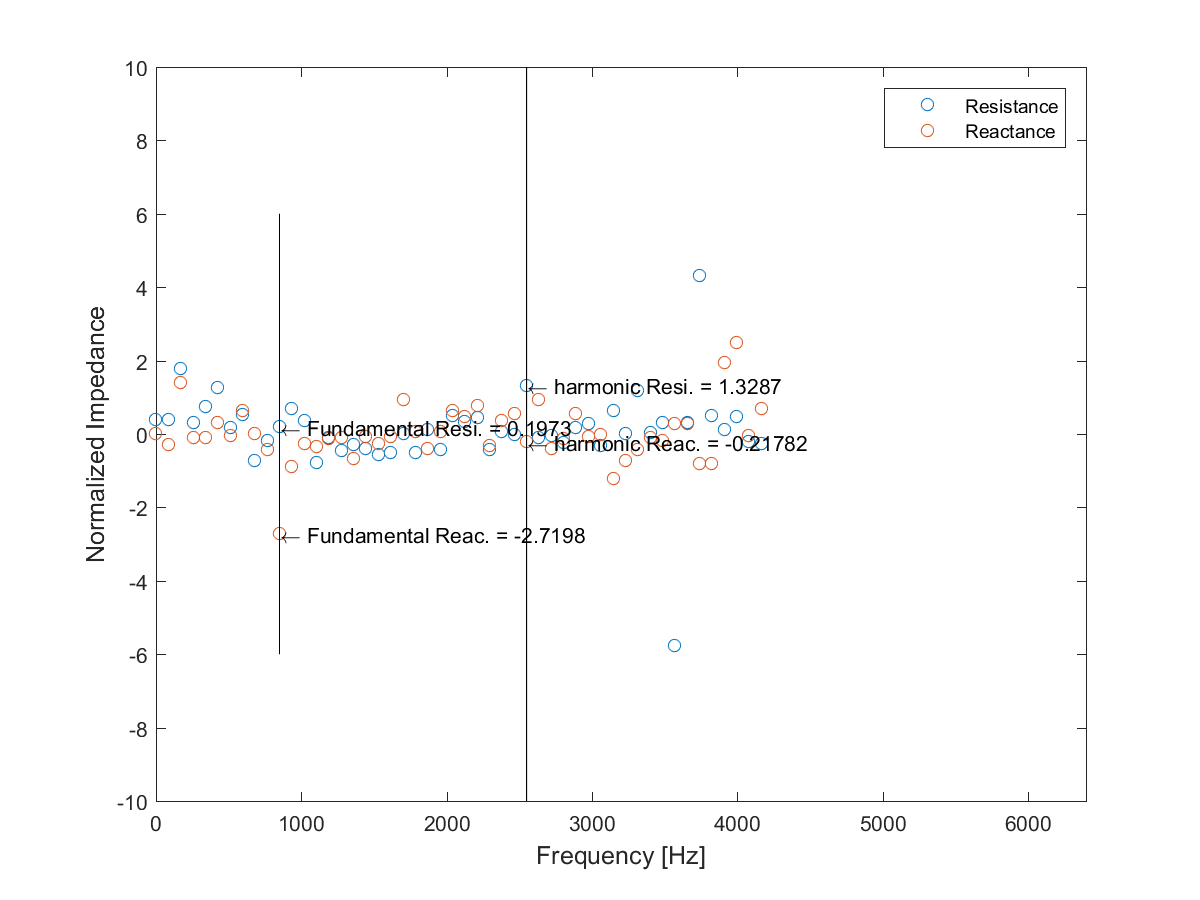 10
8
6
4
2
0
-2
-4
-6
-8
-10
Normalized Impedance
Resistance
Reactance
harmonic Resi. = 1.3287
Fundamental Resi. = 0.1973
harmonic Reac. = -0.21782
Fundamental Reac. = -2.7198
0 1000 2000 3000 4000 5000 6000
Frequency [Hz]